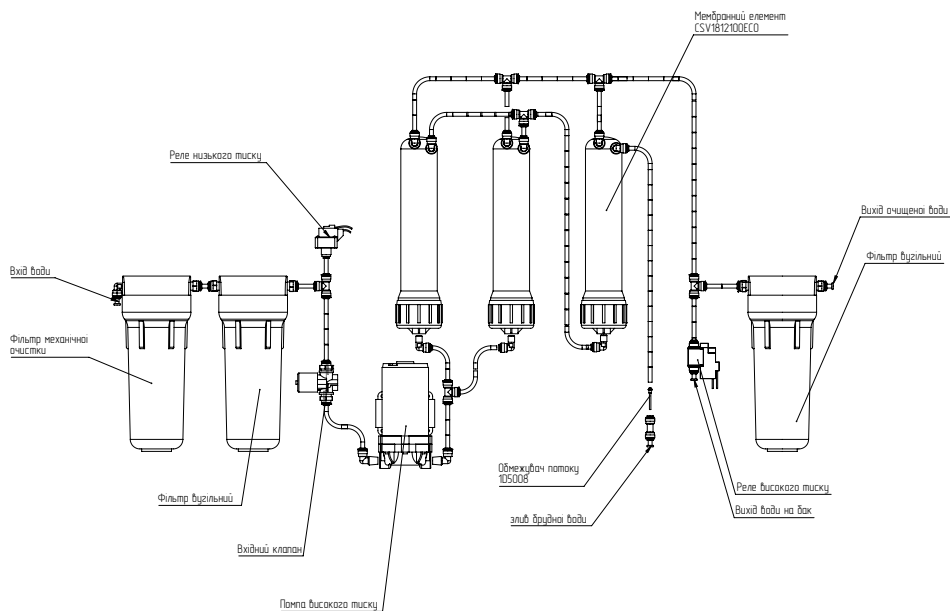 Мембранний елемент
CSV1812100ECO
Реле низького тиску
Вихід очищеної води
Фільтр вугільний
Вхід води
Фільтр механічної
очистки
Обмежувач потоку
1D5008
Реле високого тиску
Фільтр вугільний
Вихід води на бак
злив брудної води
Вхідний клапан
Помпа високого тиску